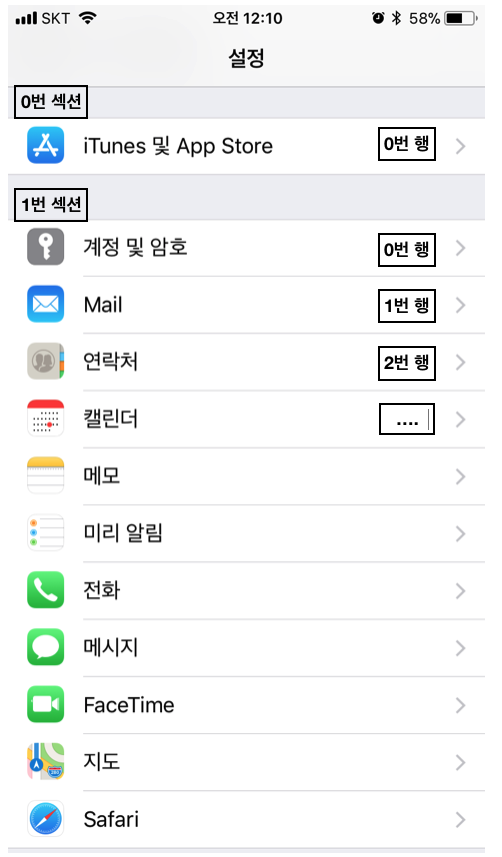 SKT 오전 12:10 58%
설정
0번 섹션
iTunes 및 App Store 0번 행
1번 섹션
계정 및 암호 0번 행
Mail 1번 행
연락처 2번 행
캘린더 ....
메모
미리 알림
전화
메시지
FaceTime
지도
Safari